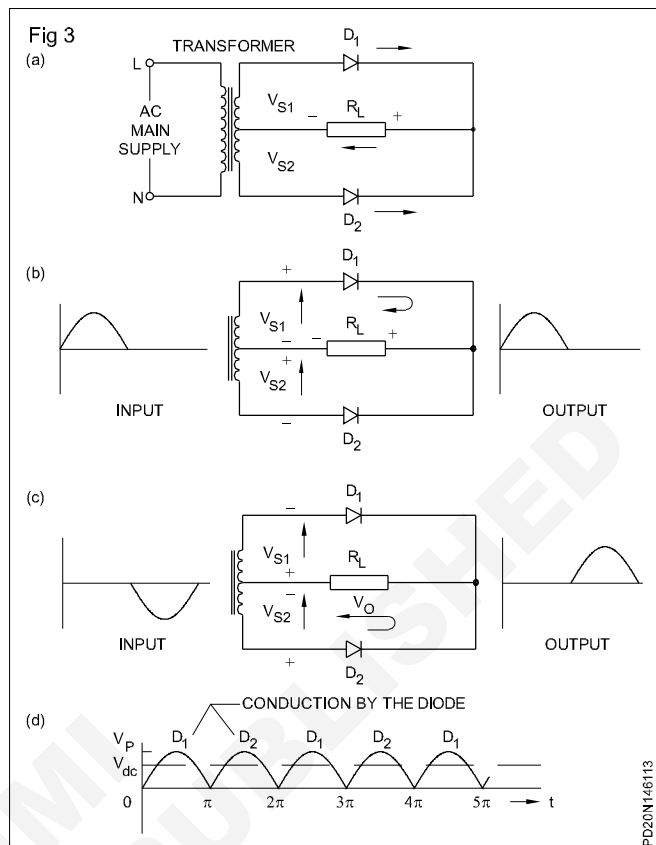 Fig 3
(a)
TRANSFORMER
D1
L
VS1
– RL +
AC
MAIN
SUPPLY
VS2
N
D2
(b)
D1
+
VS1
– – RL +
+
VS2
INPUT
–
D2
OUTPUT
(c)
–
D1
VS1
RL
+
–
VS2
VO
INPUT
+
D2
OUTPUT
(d)
CONDUCTION BY THE DIODE
VP
D1 D2 D1 D2 D1
Vdc
0 π 2π 3π 4π 5π t
PD20N146113
MI
PUBLISHED